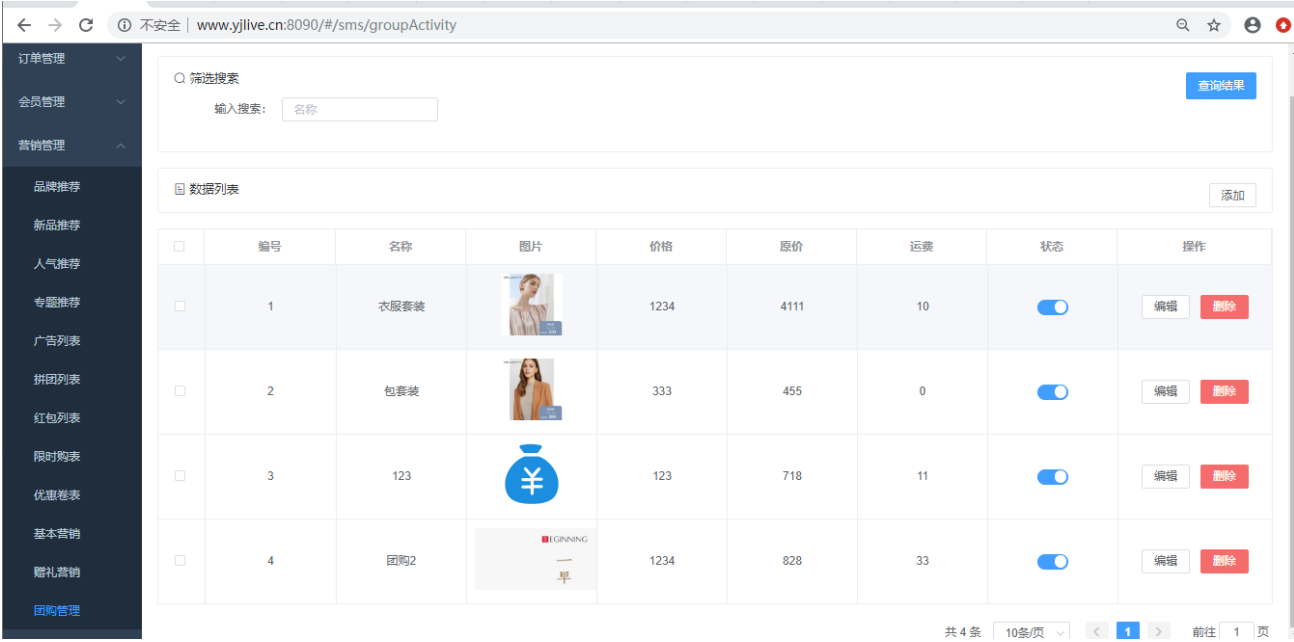 不安全 | www.yjlive.cn:8090/#/sms/groupActivity
订单管理
会员管理
营销管理
品牌推荐
新品推荐
人气推荐
专题推荐
广告列表
拼团列表
红包列表
限时购表
优惠卷表
基本营销
赠礼营销
团购管理
筛选搜索
查询结果
输入搜索： 名称
数据列表
添加
编号 名称 图片 价格 原价 运费 状态 操作
1 衣服套装 1234 4111 10 编辑 删除
2 包套装 333 455 0 编辑 删除
3 123 ¥ 123 718 11 编辑 删除
BEGINNING
一
早
4 团购2 1234 828 33 编辑 删除
共 4 条 10条/页 1 前往 1 页